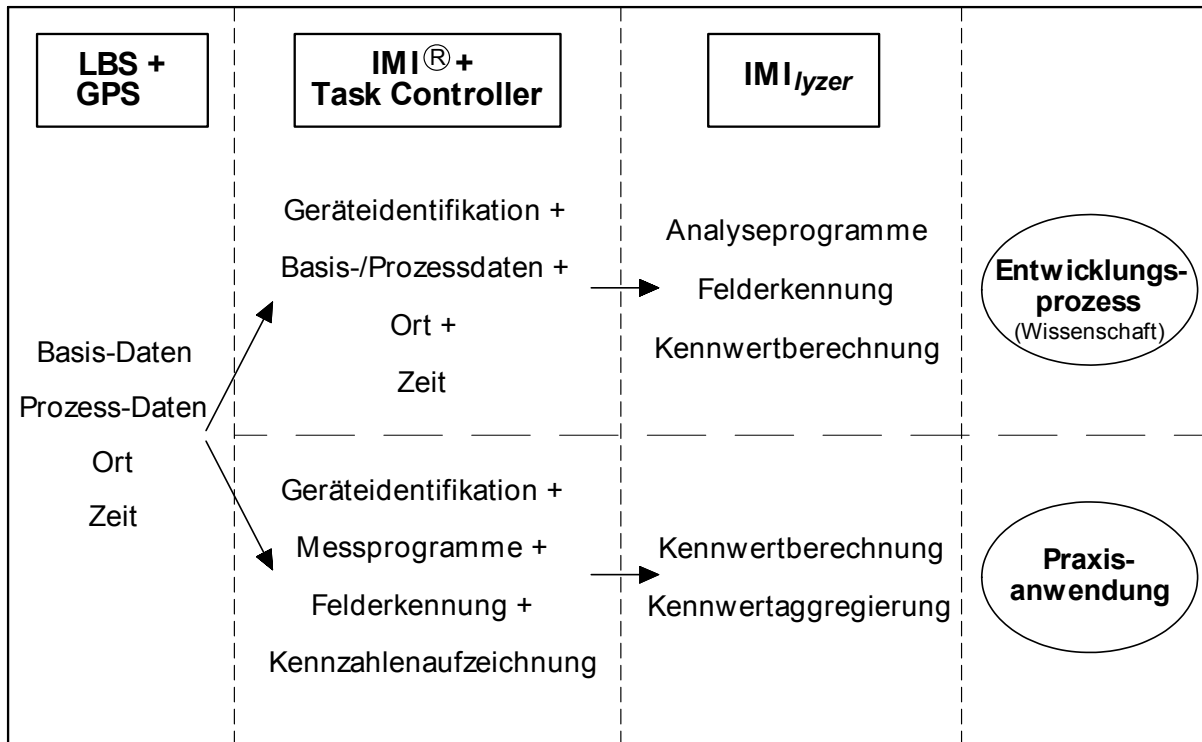 LBS +
GPS
IMI® +
Task Controller
IMIlyzer
Basis-Daten
Prozess-Daten
Ort
Zeit
Geräteidentifikation +
Basis-/Prozessdaten +
Ort +
Zeit
Analyseprogramme
Felderkennung
Kennwertberechnung
Entwicklungs-
prozess
(Wissenschaft)
Geräteidentifikation +
Messprogramme +
Felderkennung +
Kennzahlenaufzeichnung
Kennwertberechnung
Kennwertaggregierung
Praxis-
anwendung